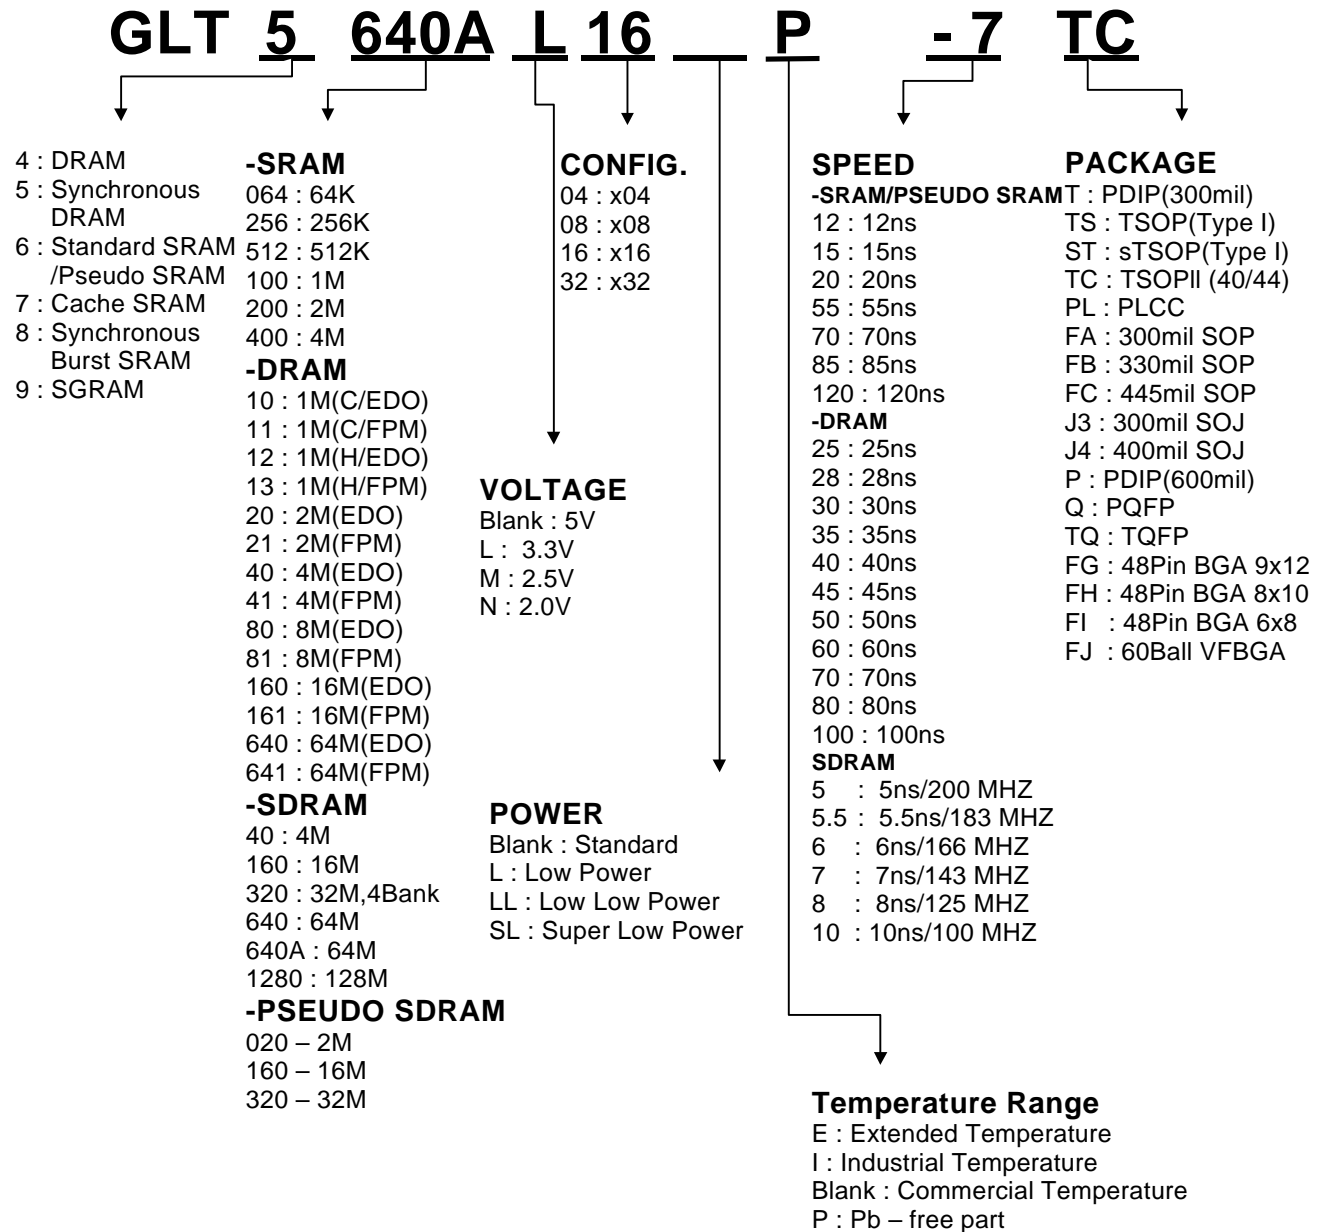 GLT 5 640A L 16 P - 7 TC
4 : DRAM
5 : Synchronous
DRAM
6 : Standard SRAM
/Pseudo SRAM
7 : Cache SRAM
8 : Synchronous
Burst SRAM
9 : SGRAM
-SRAM
064 : 64K
256 : 256K
512 : 512K
100 : 1M
200 : 2M
400 : 4M
-DRAM
10 : 1M(C/EDO)
11 : 1M(C/FPM)
12 : 1M(H/EDO)
13 : 1M(H/FPM)
20 : 2M(EDO)
21 : 2M(FPM)
40 : 4M(EDO)
41 : 4M(FPM)
80 : 8M(EDO)
81 : 8M(FPM)
160 : 16M(EDO)
161 : 16M(FPM)
640 : 64M(EDO)
641 : 64M(FPM)
-SDRAM
40 : 4M
160 : 16M
320 : 32M,4Bank
640 : 64M
640A : 64M
1280 : 128M
-PSEUDO SDRAM
020 – 2M
160 – 16M
320 – 32M
VOLTAGE
Blank : 5V
L : 3.3V
M : 2.5V
N : 2.0V
CONFIG.
04 : x04
08 : x08
16 : x16
32 : x32
POWER
Blank : Standard
L : Low Power
LL : Low Low Power
SL : Super Low Power
SPEED
-SRAM/PSEUDO SRAM
12 : 12ns
15 : 15ns
20 : 20ns
55 : 55ns
70 : 70ns
85 : 85ns
120 : 120ns
-DRAM
25 : 25ns
28 : 28ns
30 : 30ns
35 : 35ns
40 : 40ns
45 : 45ns
50 : 50ns
60 : 60ns
70 : 70ns
80 : 80ns
100 : 100ns
SDRAM
5 : 5ns/200 MHZ
5.5 : 5.5ns/183 MHZ
6 : 6ns/166 MHZ
7 : 7ns/143 MHZ
8 : 8ns/125 MHZ
10 : 10ns/100 MHZ
Temperature Range
E : Extended Temperature
I : Industrial Temperature
Blank : Commercial Temperature
P : Pb – free part
PACKAGE
T : PDIP(300mil)
TS : TSOP(Type I)
ST : sTSOP(Type I)
TC : TSOPll (40/44)
PL : PLCC
FA : 300mil SOP
FB : 330mil SOP
FC : 445mil SOP
J3 : 300mil SOJ
J4 : 400mil SOJ
P : PDIP(600mil)
Q : PQFP
TQ : TQFP
FG : 48Pin BGA 9x12
FH : 48Pin BGA 8x10
FI : 48Pin BGA 6x8
FJ : 60Ball VFBGA